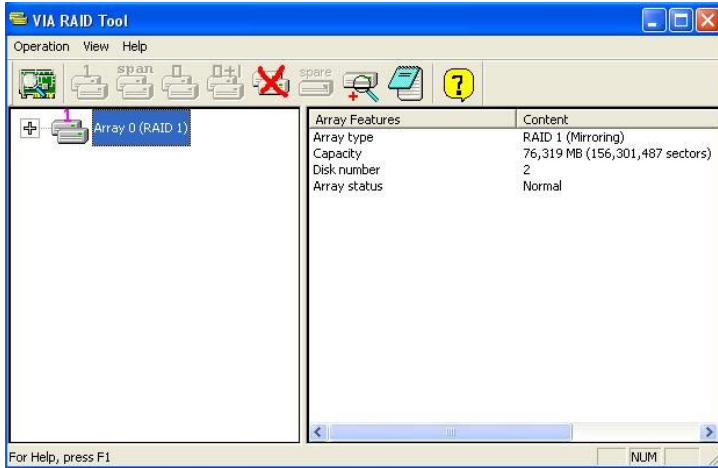 VIA RAID Tool
Operation View Help
1 span spare
1
Array 0 (RAID 1)
Array Features Content
Array type RAID 1 (Mirroring)
Capacity 76,319 MB (156,301,487 sectors)
Disk number 2
Array status Normal
For Help, press F1 NUM